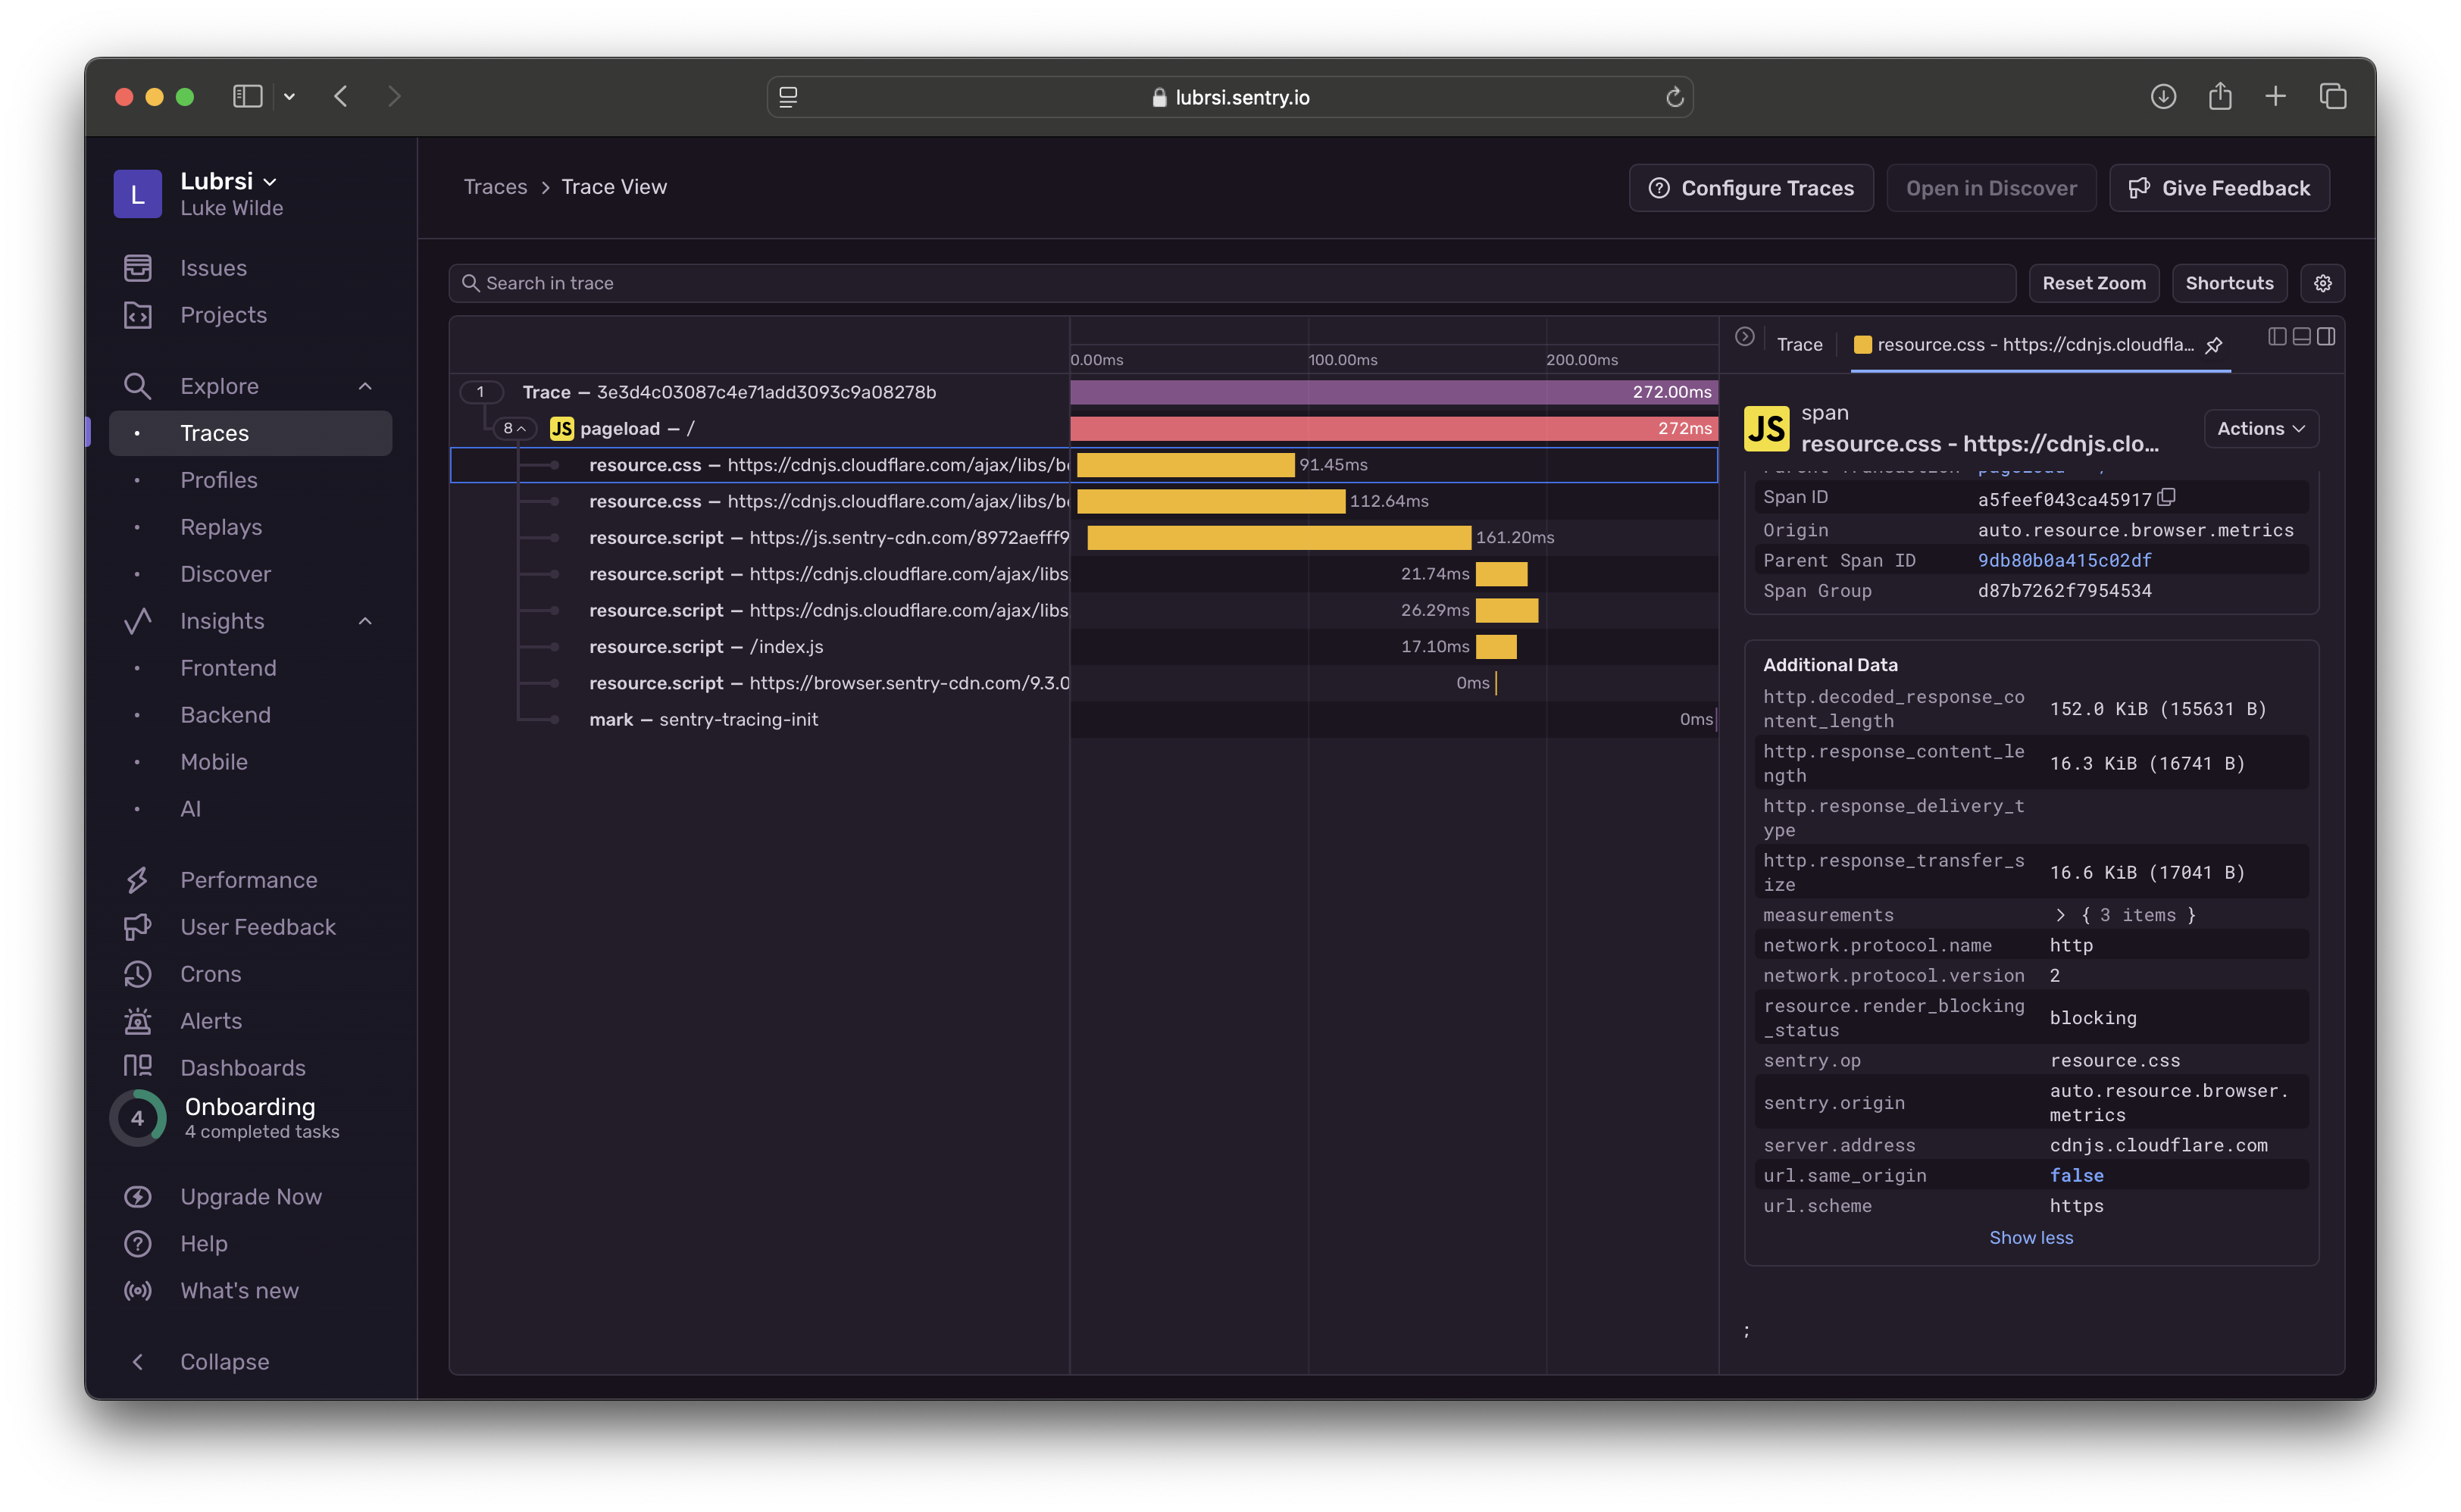 lubrsi.sentry.io
L
Lubrsi
Luke Wilde
Issues
Projects
Explore
Traces
Profiles
Replays
Discover
Insights
Frontend
Backend
Mobile
AI
Performance
User Feedback
Crons
Alerts
Dashboards
4
Onboarding
4 completed tasks
Upgrade Now
Help
What's new
Collapse
Traces > Trace View
Configure Traces
Open in Discover
Give Feedback
Search in trace
Reset Zoom
Shortcuts
0.00ms 100.00ms 200.00ms
1 Trace — 3e3d4c03087c4e71add3093c9a08278b 272.00ms
8 JS pageload — / 272ms
resource.css — https://cdnjs.cloudflare.com/ajax/libs/b 91.45ms
resource.css — https://cdnjs.cloudflare.com/ajax/libs/b 112.64ms
resource.script — https://js.sentry-cdn.com/8972aefff9 161.20ms
resource.script — https://cdnjs.cloudflare.com/ajax/libs 21.74ms
resource.script — https://cdnjs.cloudflare.com/ajax/libs 26.29ms
resource.script — /index.js 17.10ms
resource.script — https://browser.sentry-cdn.com/9.3.0 0ms
mark — sentry-tracing-init 0ms
Trace
resource.css - https://cdnjs.cloudfla...
JS
span
resource.css - https://cdnjs.clo...
Actions
Span ID a5feef043ca45917
Origin auto.resource.browser.metrics
Parent Span ID 9db80b0a415c02df
Span Group d87b7262f7954534
Additional Data
http.decoded_response_co
ntent_length 152.0 KiB (155631 B)
http.response_content_le
ngth 16.3 KiB (16741 B)
http.response_delivery_t
ype
http.response_transfer_s
ize 16.6 KiB (17041 B)
measurements > { 3 items }
network.protocol.name http
network.protocol.version 2
resource.render_blocking
_status blocking
sentry.op resource.css
sentry.origin auto.resource.browser.
metrics
server.address cdnjs.cloudflare.com
url.same_origin false
url.scheme https
Show less
;